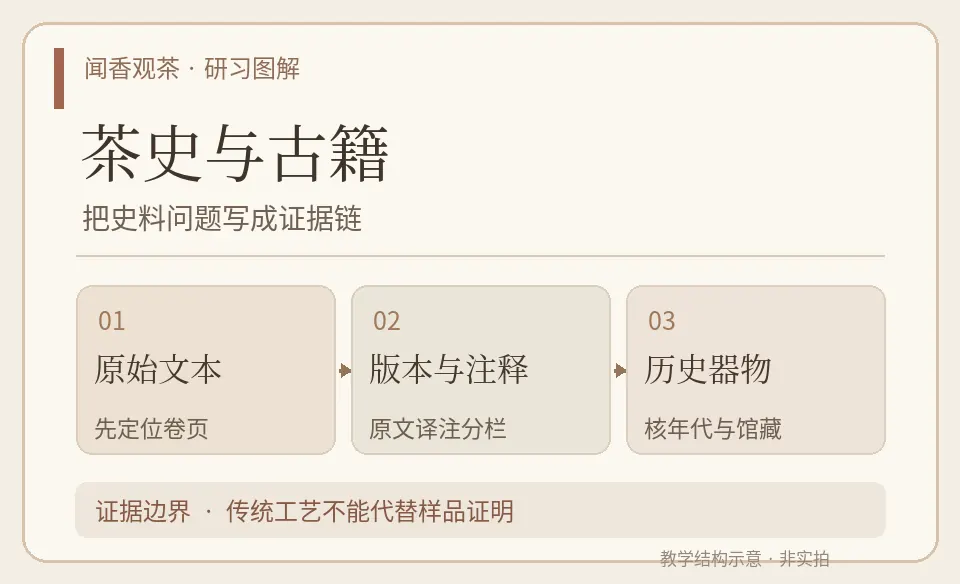 闻香观茶 · 研习图解
茶史与古籍
把史料问题写成证据链
01
原始文本
先定位卷页
02
版本与注释
原文译注分栏
03
历史器物
核年代与馆藏
证据边界 · 传统工艺不能代替样品证明
教学结构示意 · 非实拍